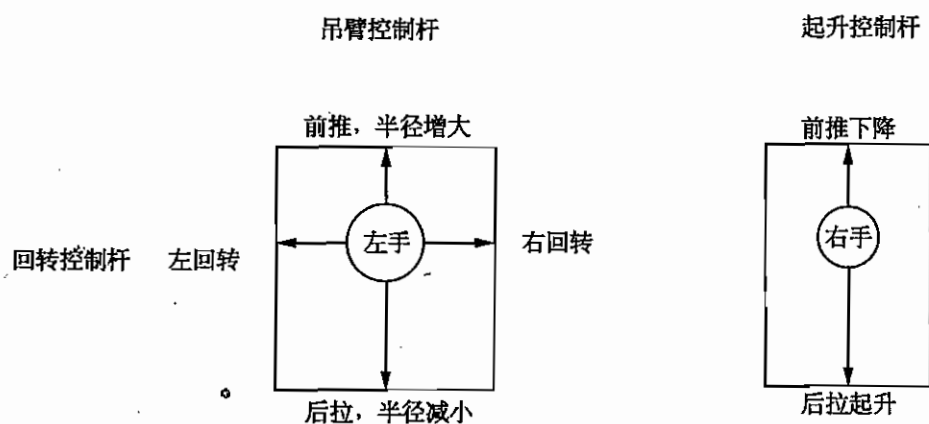 吊臂控制杆
起升控制杆
前推，半径增大
前推下降
回转控制杆
左回转
左手
右回转
右手
后拉，半径减小
后拉起升